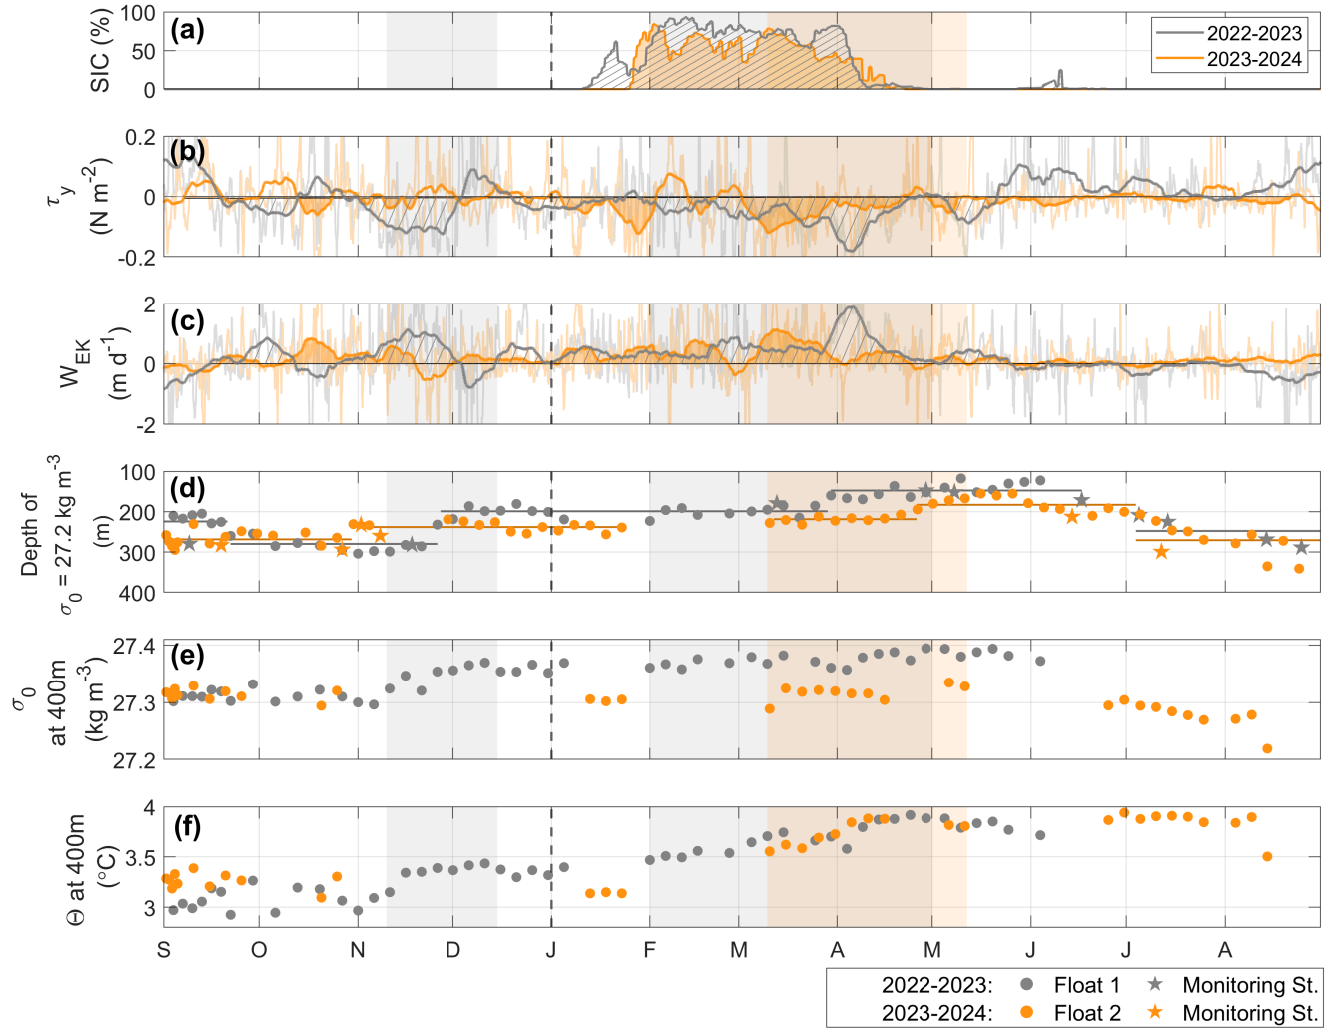 (a)
SIC (%)
100
50
0
2022-2023
2023-2024
(b)
τy
(N m-2)
0.2
0
-0.2
(c)
WEK
(m d-1)
2
0
-2
(d)
Depth of
σ0 = 27.2 kg m-3
(m)
100
200
300
400
(e)
σ0
at 400m
(kg m-3)
27.4
27.3
27.2
(f)
Θ at 400m
(°C)
4
3.5
3
S O N D J F M A M J J A
2022-2023: Float 1 Monitoring St.
2023-2024: Float 2 Monitoring St.